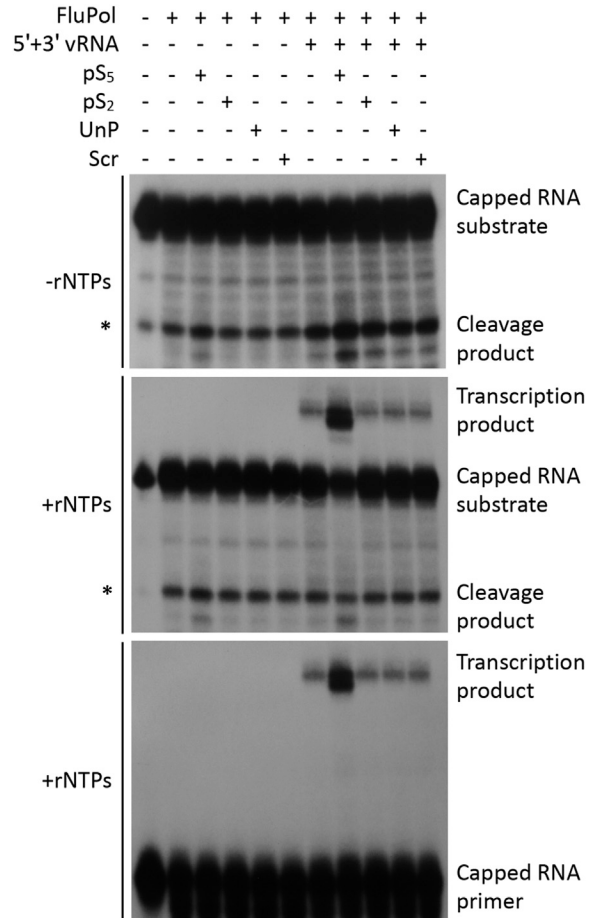 FluPol - + + + + + + + + + +
5'+3' vRNA - - - - - - + + + + +
pS5 - - + - - - - + - - -
pS2 - - - + - - - - + - -
UnP - - - - + - - - - + -
Scr - - - - - + - - - - +
Capped RNA
substrate
-rNTPs
*
Cleavage
product
Transcription
product
Capped RNA
substrate
+rNTPs
*
Cleavage
product
Transcription
product
+rNTPs
Capped RNA
primer